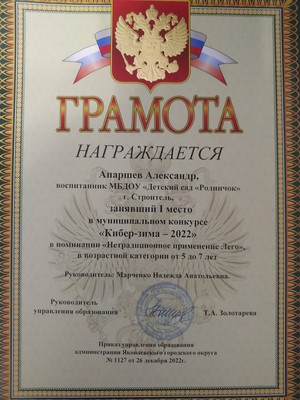 ГРАМОТА
НАГРАЖДАЕТСЯ
Апаршев Александр,
воспитанник МБДОУ «Детский сад «Родничок»
г. Строитель,
занявший I место
в муниципальном конкурсе
«Кибер-зима – 2022»
в номинации «Нетрадиционное применение Лего»,
в возрастной категории от 5 до 7 лет
Руководитель: Марченко Надежда Анатольевна.
Руководитель
управления образования
Т.А. Золотарева
Приказ управления образования
администрации Яковлевского городского округа
№ 1127 от 26 декабря 2022г.